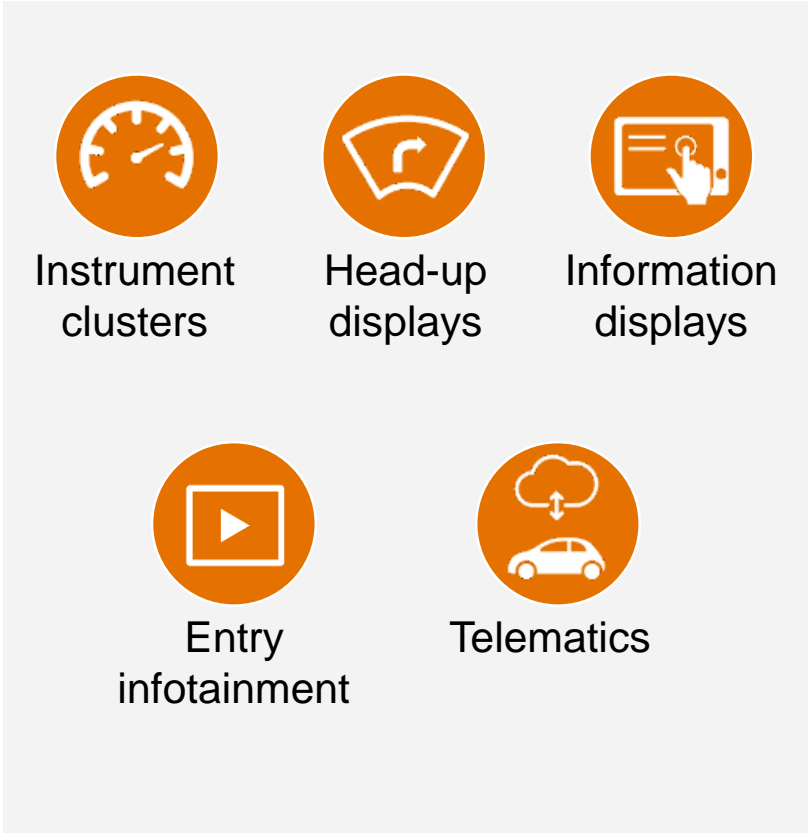 Instrument
clusters
Head-up
displays
Information
displays
Entry
infotainment
Telematics